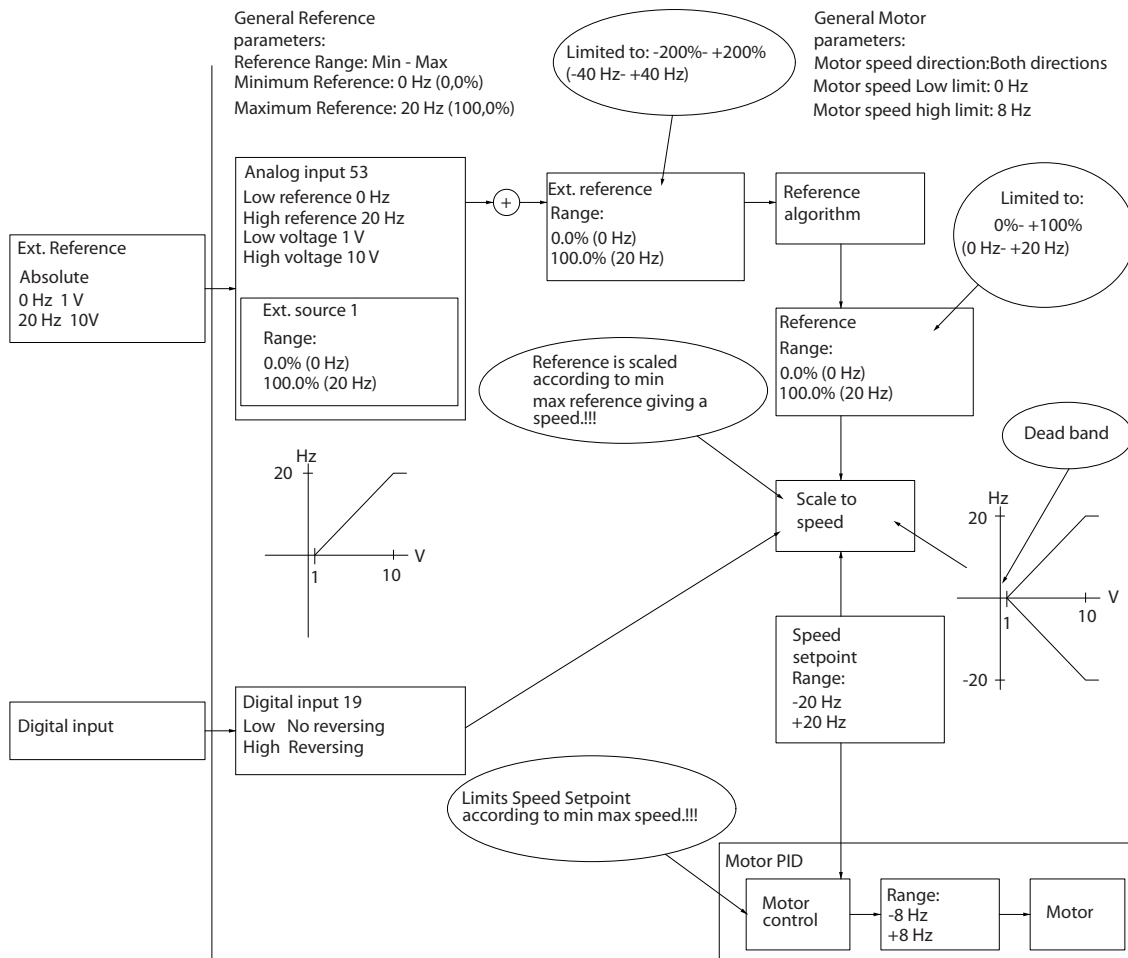 General Reference
parameters:
Reference Range: Min - Max
Minimum Reference: 0 Hz (0,0%)
Maximum Reference: 20 Hz (100,0%)
Limited to: -200%- +200%
(-40 Hz- +40 Hz)
General Motor
parameters:
Motor speed direction:Both directions
Motor speed Low limit: 0 Hz
Motor speed high limit: 8 Hz
Ext. Reference
Absolute
0 Hz 1 V
20 Hz 10V
Analog input 53
Low reference 0 Hz
High reference 20 Hz
Low voltage 1 V
High voltage 10 V
Ext. source 1
Range:
0.0% (0 Hz)
100.0% (20 Hz)
+
Ext. reference
Range:
0.0% (0 Hz)
100.0% (20 Hz)
Reference
algorithm
Limited to:
0%- +100%
(0 Hz- +20 Hz)
Reference
Range:
0.0% (0 Hz)
100.0% (20 Hz)
Reference is scaled
according to min
max reference giving a
speed.!!!
Dead band
Hz
20
V
1
10
Scale to
speed
Hz
20
V
1
10
-20
Speed
setpoint
Range:
-20 Hz
+20 Hz
Digital input
Digital input 19
Low No reversing
High Reversing
Limits Speed Setpoint
according to min max speed.!!!
Motor PID
Motor
control
Range:
-8 Hz
+8 Hz
Motor